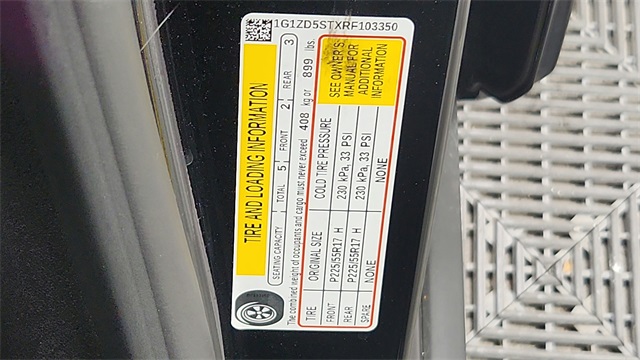 1G1ZD5STXRF103350
TIRE AND LOADING INFORMATION
SEATING CAPACITY TOTAL 5 FRONT 2 REAR 3
The combined weight of occupants and cargo must never exceed 408 kg or 899 lbs.
TIRE ORIGINAL SIZE COLD TIRE PRESSURE
FRONT P225/55R17 H 230 kPa, 33 PSI
REAR P225/55R17 H 230 kPa, 33 PSI
SPARE NONE NONE
SEE OWNER'S
MANUAL FOR
ADDITIONAL
INFORMATION